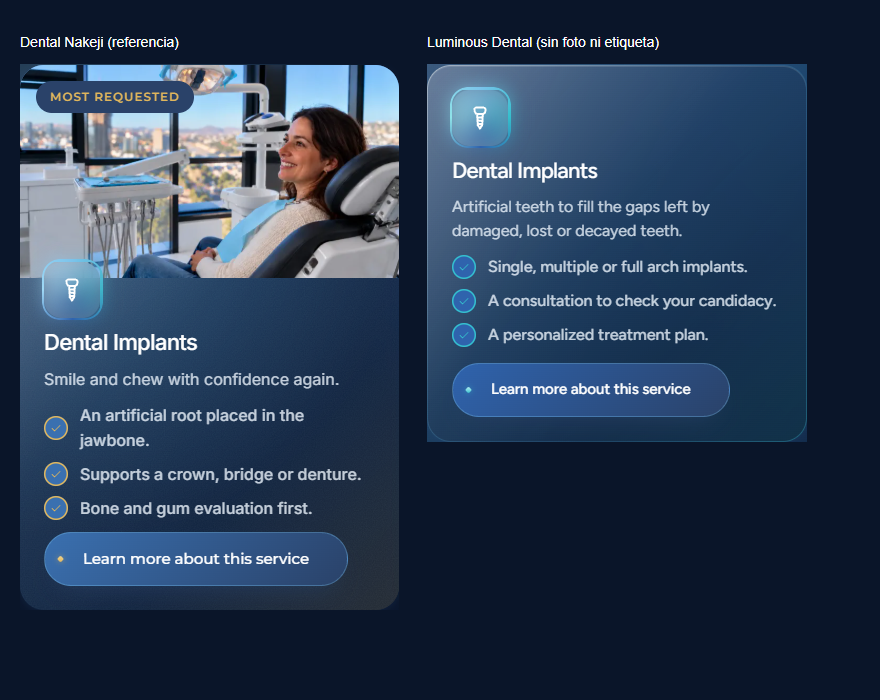 Dental Nakeji (referencia)
MOST REQUESTED
Dental Implants
Smile and chew with confidence again.
An artificial root placed in the
jawbone.
Supports a crown, bridge or denture.
Bone and gum evaluation first.
Learn more about this service
Luminous Dental (sin foto ni etiqueta)
Dental Implants
Artificial teeth to fill the gaps left by
damaged, lost or decayed teeth.
Single, multiple or full arch implants.
A consultation to check your candidacy.
A personalized treatment plan.
Learn more about this service